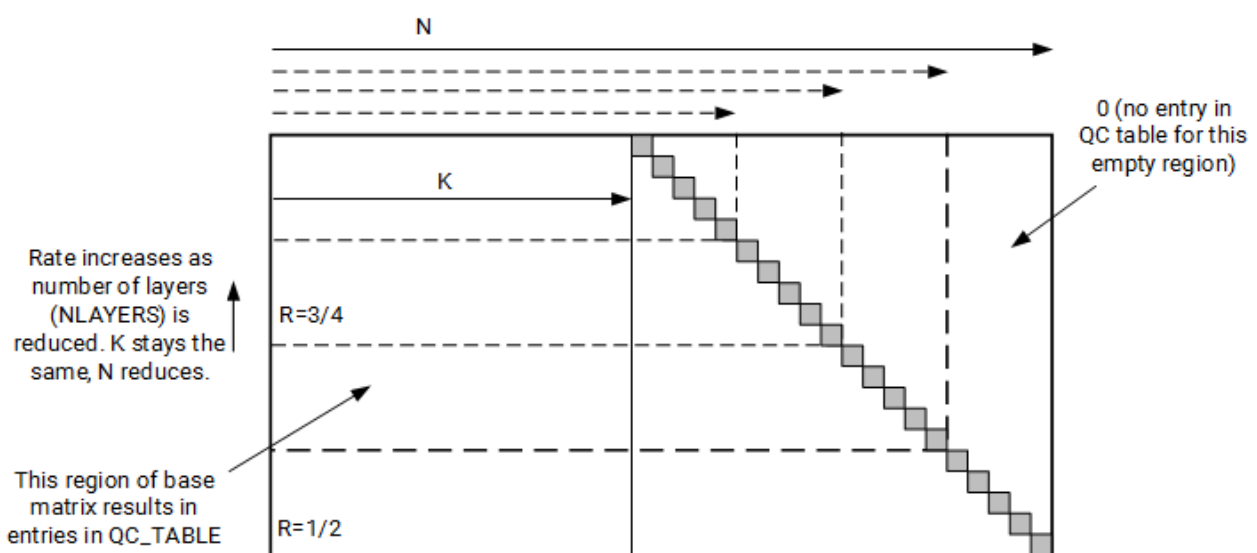 N
0 (no entry in
QC table for this
empty region)
K
Rate increases as
number of layers
(NLAYERS) is
reduced. K stays the
same, N reduces.
R=3/4
This region of base
matrix results in
entries in QC_TABLE
R=1/2